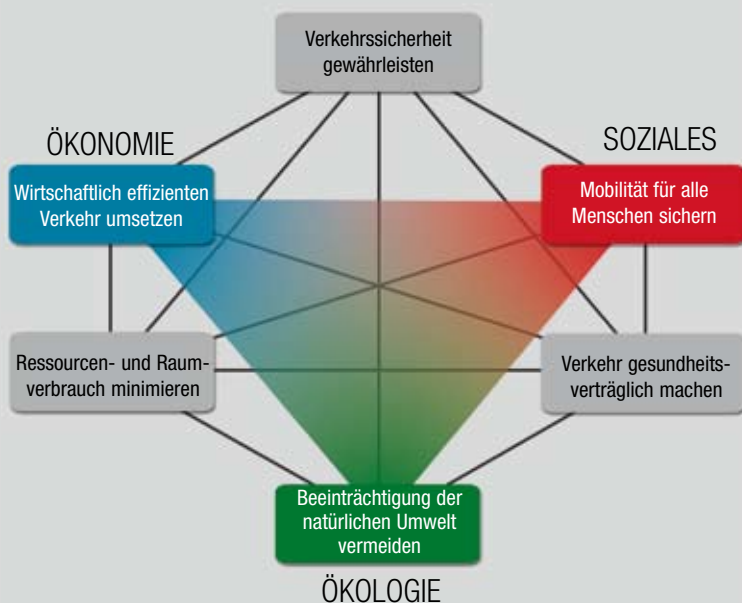 Verkehrssicherheit
gewährleisten
ÖKONOMIE
SOZIALES
Wirtschaftlich effizienten
Verkehr umsetzen
Mobilität für alle
Menschen sichern
Ressourcen- und Raum-
verbrauch minimieren
Verkehr gesundheits-
verträglich machen
Beeinträchtigung der
natürlichen Umwelt
vermeiden
ÖKOLOGIE